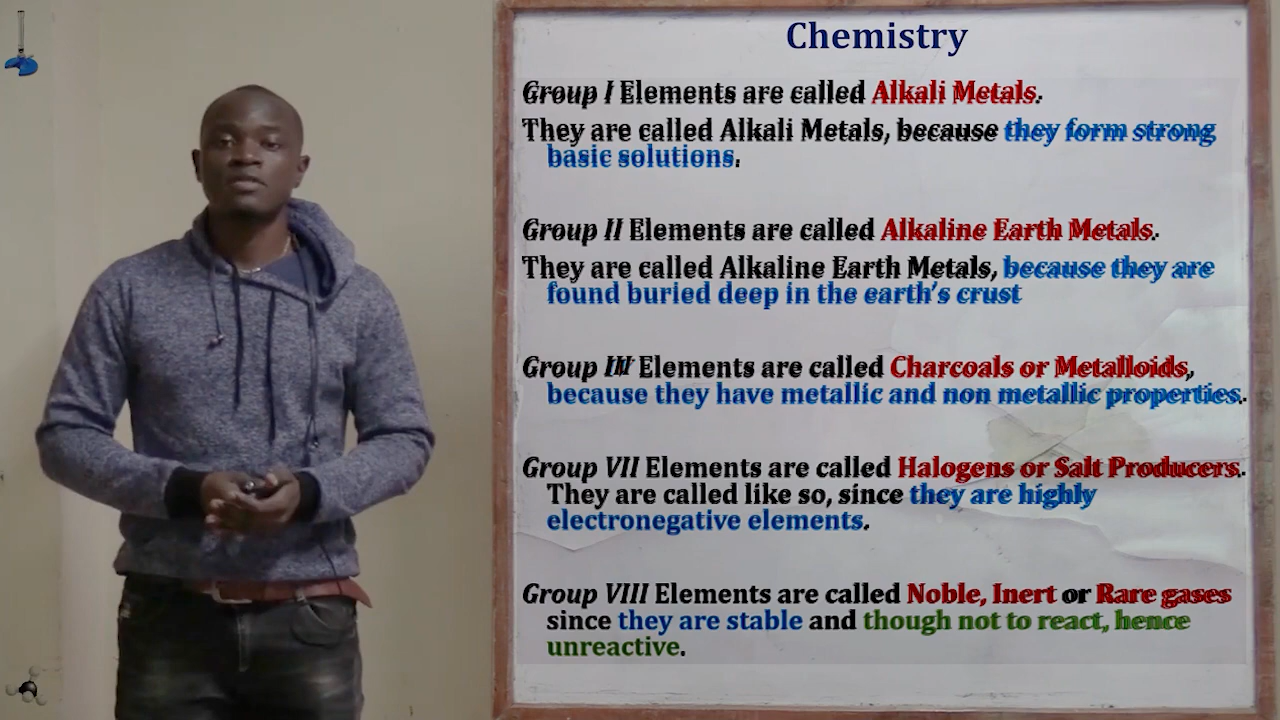 Chemistry
Group I Elements are called Alkali Metals.
They are called Alkali Metals, because they form strong
basic solutions.
Group II Elements are called Alkaline Earth Metals.
They are called Alkaline Earth Metals, because they are
found buried deep in the earth's crust
Group Elements are called Charcoals or Metalloids,
because they have metallic and non metallic properties.
Group VII Elements are called Halogens or Salt Producers.
They are called like so, since they are highly
electronegative elements.
Group VIII Elements are called Noble, Inert or Rare gases
since they are stable and though not to react, hence
unreactive.